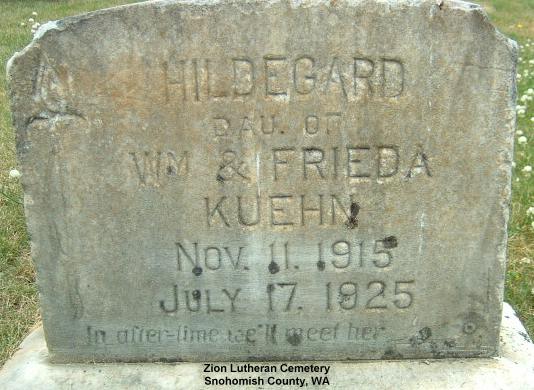 HILDEGARD
DAU. OF
WM & FRIEDA
KUEHN
NOV. 11. 1915
JULY 17. 1925
In after-time we'll meet her
Zion Lutheran Cemetery
Snohomish County, WA